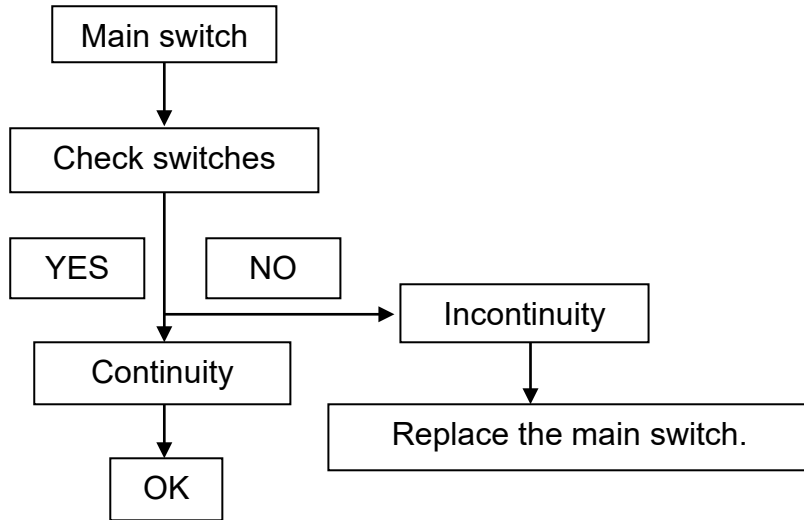 Main switch
Check switches
YES
NO
Incontinuity
Continuity
Replace the main switch.
OK